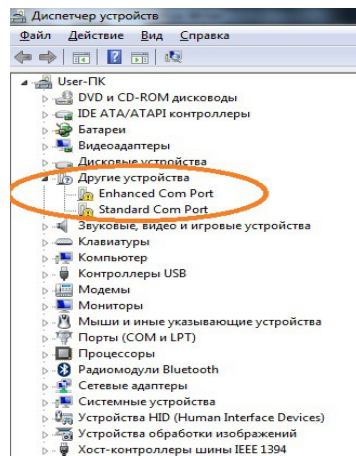 Диспетчер устройств
Файл Действие Вид Справка
User-ПК
DVD и CD-ROM дисководы
IDE ATA/ATAPI контроллеры
Батареи
Видеоадаптеры
Дисковые устройства
Другие устройства
Enhanced Com Port
Standard Com Port
Звуковые, видео и игровые устройства
Клавиатуры
Компьютер
Контроллеры USB
Модемы
Мониторы
Мыши и иные указывающие устройства
Порты (COM и LPT)
Процессоры
Радиомодули Bluetooth
Сетевые адаптеры
Системные устройства
Устройства HID (Human Interface Devices)
Устройства обработки изображений
Хост-контроллеры шины IEEE 1394